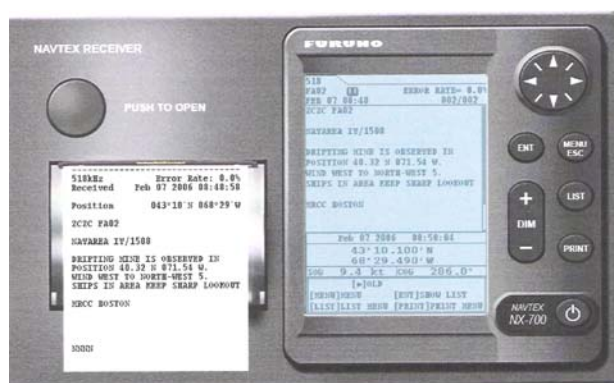 NAVTEX RECEIVER
PUSH TO OPEN
518kHz Error Rate: 0.0%
Received Feb 07 2006 08:48:58
Position 043°10'N 068°29'W
ZCZC FA02
NAVAREA IV/1508
DRIFTING MINE IS OBSERVED IN
POSITION 40.32 N 071.54 W.
WIND WEST TO NORTH-WEST 5.
SHIPS IN AREA KEEP SHARP LOOKOUT
MRCC BOSTON
NNNN
FURUNO
518
FA02 ERROR RATE= 0.0%
FEB 07 08:48 002/002
ZCZC FA02
NAVAREA IV/1508
DRIFTING MINE IS OBSERVED IN
POSITION 40.32 N 071.54 W.
WIND WEST TO NORTH-WEST 5.
SHIPS IN AREA KEEP SHARP LOOKOUT
MRCC BOSTON
Feb 07 2006 08:50:04
43°10.100'N
68°29.490'W
SOG 9.4 kt COG 286.0°
[►]OLD
[MENU]MENU [ENT]SHOW LIST
[LIST]LIST MENU [PRINT]PRINT MENU
ENT
MENU ESC
+
DIM
−
LIST
PRINT
NAVTEX
NX-700